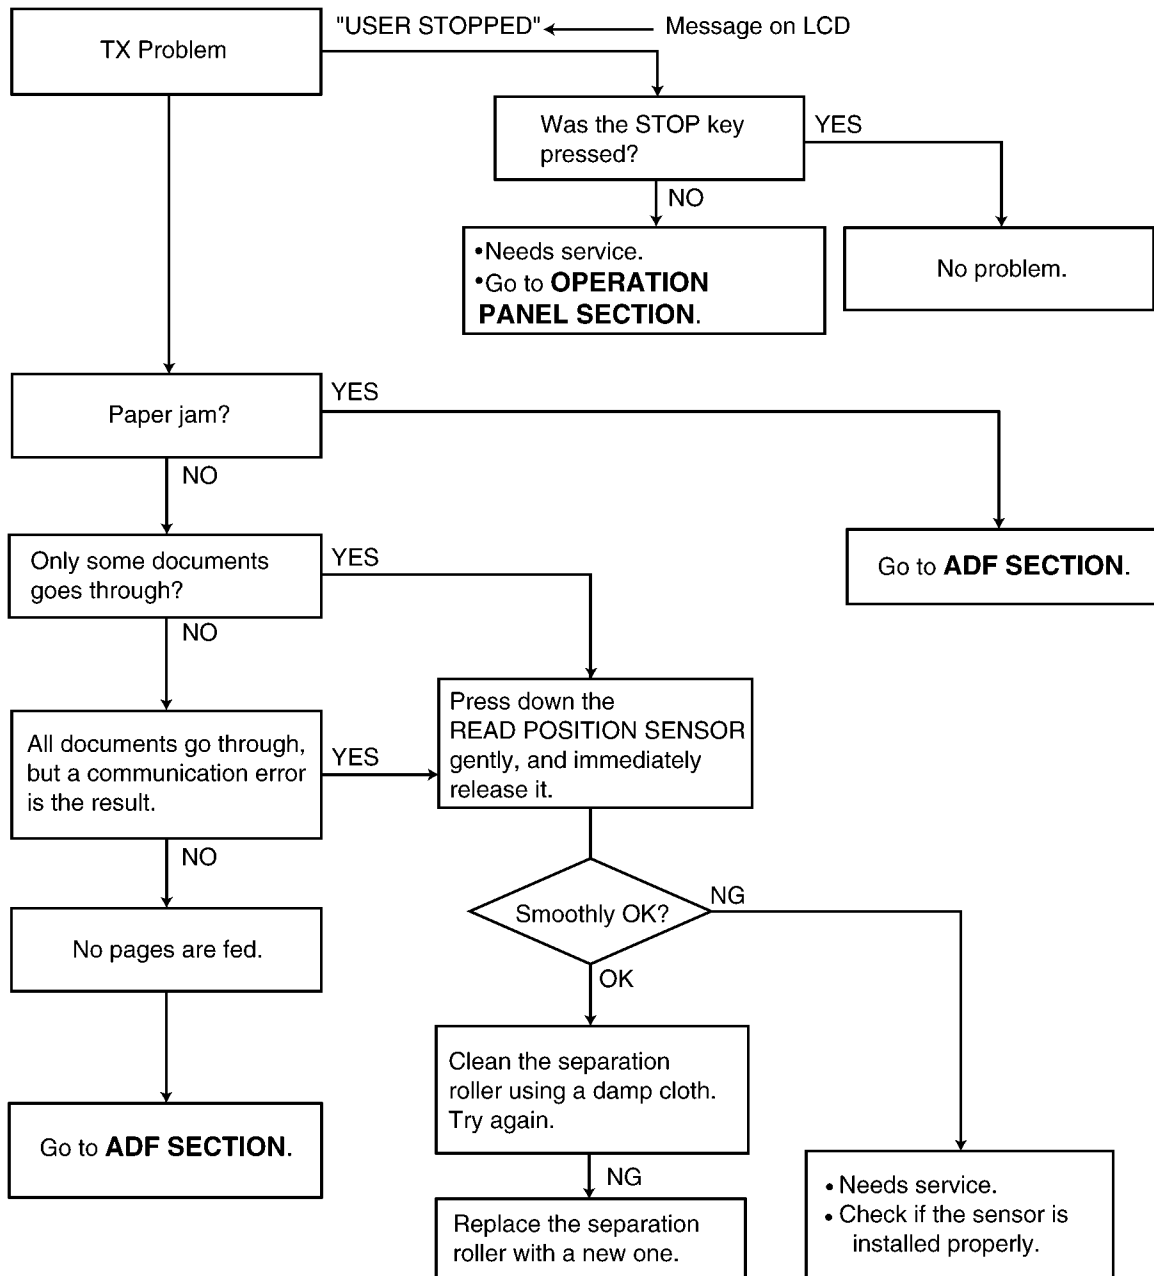 TX Problem
"USER STOPPED"
Message on LCD
Was the STOP key
pressed?
YES
NO
•Needs service.
•Go to OPERATION
PANEL SECTION.
No problem.
Paper jam?
YES
NO
Go to ADF SECTION.
Only some documents
goes through?
YES
NO
All documents go through,
but a communication error
is the result.
YES
NO
Press down the
READ POSITION SENSOR
gently, and immediately
release it.
Smoothly OK?
NG
OK
No pages are fed.
Go to ADF SECTION.
Clean the separation
roller using a damp cloth.
Try again.
NG
Replace the separation
roller with a new one.
• Needs service.
• Check if the sensor is
installed properly.